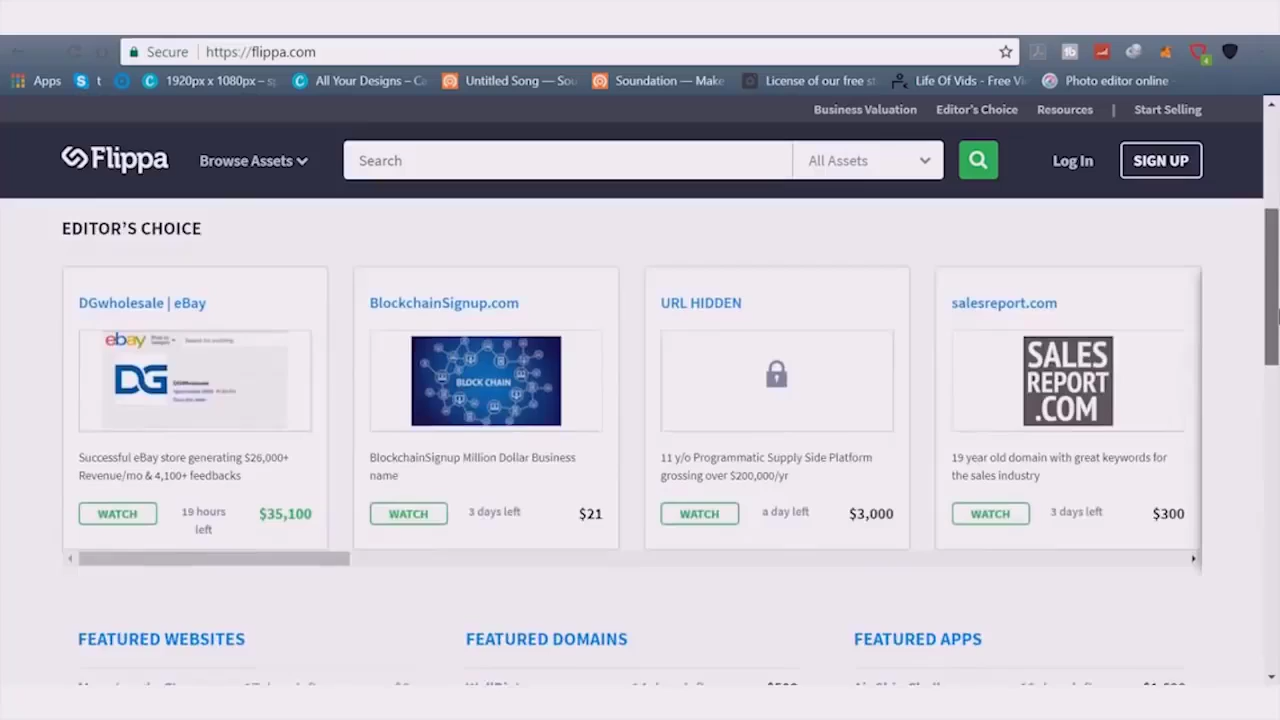 Secure https://flippa.com
Apps t 1920px x 1080px – sp All Your Designs – Ca Untitled Song — Sou Soundation — Make License of our free st Life Of Vids - Free Vi Photo editor online
Business Valuation Editor's Choice Resources | Start Selling
Flippa Browse Assets Search All Assets Log In SIGN UP
EDITOR'S CHOICE
DGwholesale | eBay BlockchainSignup.com URL HIDDEN salesreport.com
ebay
DG
BLOCK CHAIN
SALES
REPORT
.COM
Successful eBay store generating $26,000+ BlockchainSignup Million Dollar Business 11 y/o Programmatic Supply Side Platform 19 year old domain with great keywords for
Revenue/mo & 4,100+ feedbacks name grossing over $200,000/yr the sales industry
WATCH 19 hours left $35,100 WATCH 3 days left $21 WATCH a day left $3,000 WATCH 3 days left $300
FEATURED WEBSITES FEATURED DOMAINS FEATURED APPS